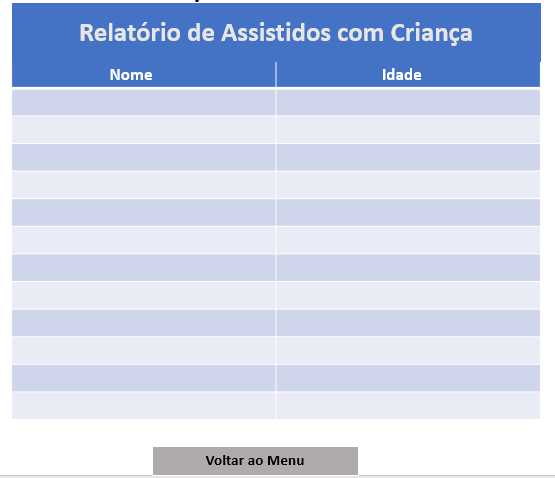 Relatório de Assistidos com Criança
Nome Idade
Voltar ao Menu